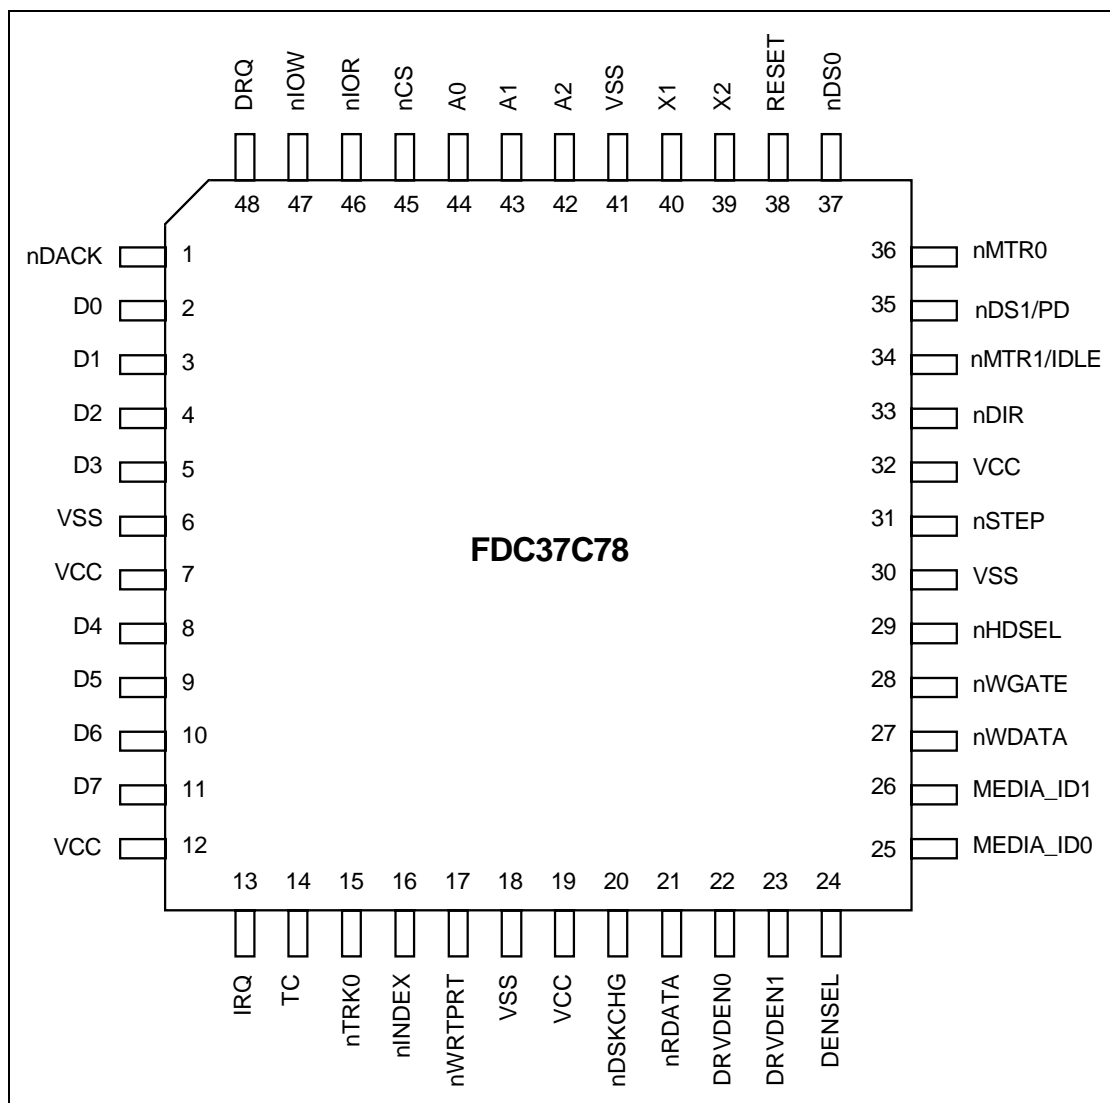 DRQ
nIOW
nIOR
nCS
A0
A1
A2
VSS
X1
X2
RESET
nDS0
48
47
46
45
44
43
42
41
40
39
38
37
nDACK 1
D0 2
D1 3
D2 4
D3 5
VSS 6
VCC 7
D4 8
D5 9
D6 10
D7 11
VCC 12
FDC37C78
36 nMTR0
35 nDS1/PD
34 nMTR1/IDLE
33 nDIR
32 VCC
31 nSTEP
30 VSS
29 nHDSEL
28 nWGATE
27 nWDATA
26 MEDIA_ID1
25 MEDIA_ID0
13
14
15
16
17
18
19
20
21
22
23
24
IRQ
TC
nTRK0
nINDEX
nWRTPRT
VSS
VCC
nDSKCHG
nRDATA
DRVDEN0
DRVDEN1
DENSEL